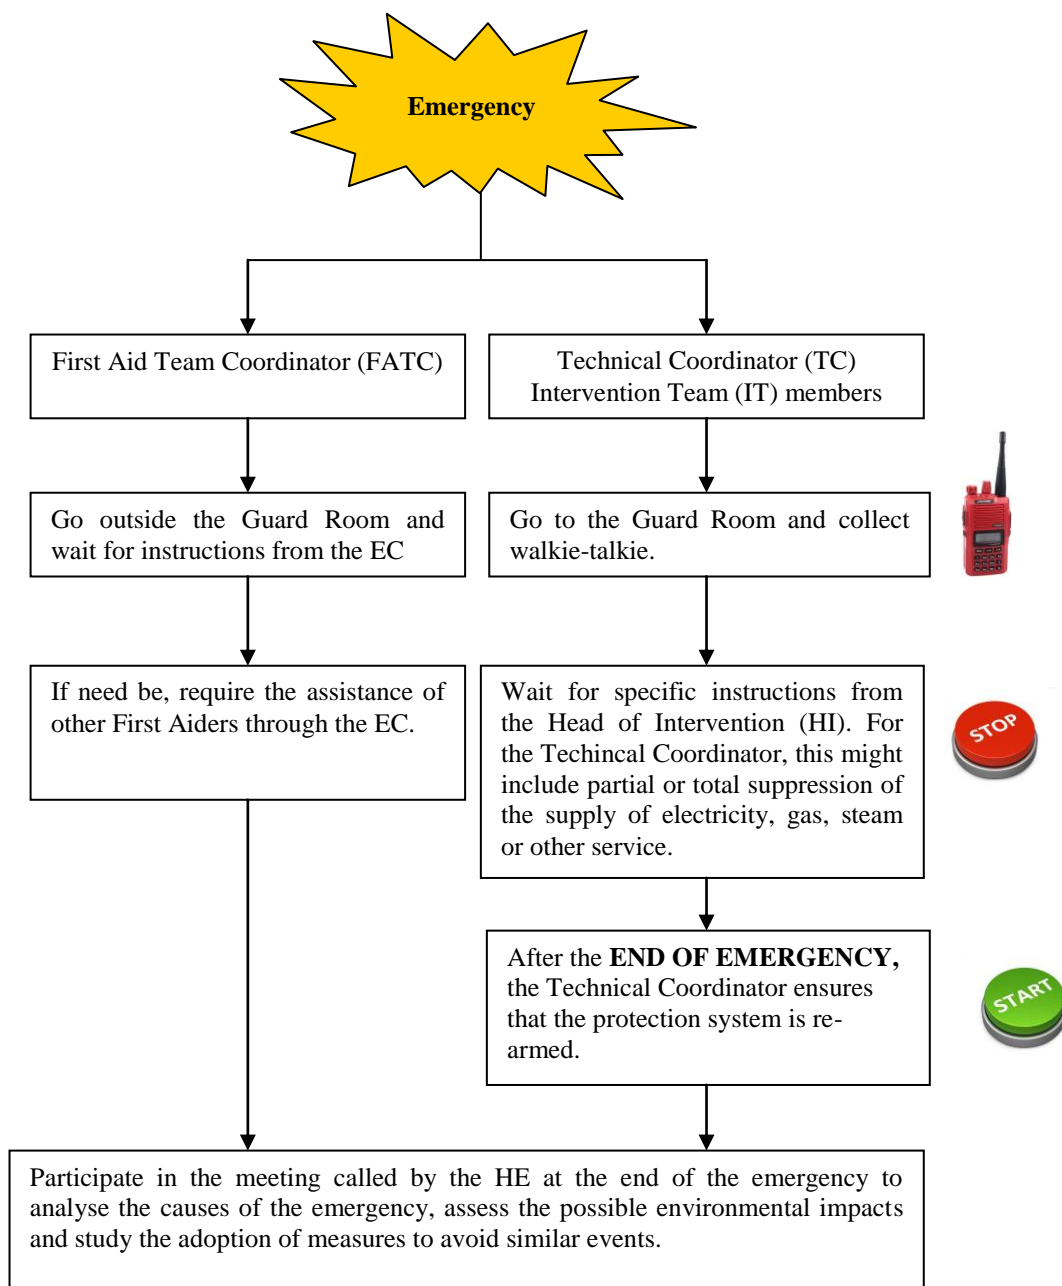 Emergency
First Aid Team Coordinator (FATC)
Technical Coordinator (TC)
Intervention Team (IT) members
Go outside the Guard Room and
wait for instructions from the EC
Go to the Guard Room and collect
walkie-talkie.
If need be, require the assistance of
other First Aiders through the EC.
Wait for specific instructions from
the Head of Intervention (HI). For
the Techincal Coordinator, this might
include partial or total suppression of
the supply of electricity, gas, steam
or other service.
STOP
After the END OF EMERGENCY,
the Technical Coordinator ensures
that the protection system is re-
armed.
START
Participate in the meeting called by the HE at the end of the emergency to
analyse the causes of the emergency, assess the possible environmental impacts
and study the adoption of measures to avoid similar events.